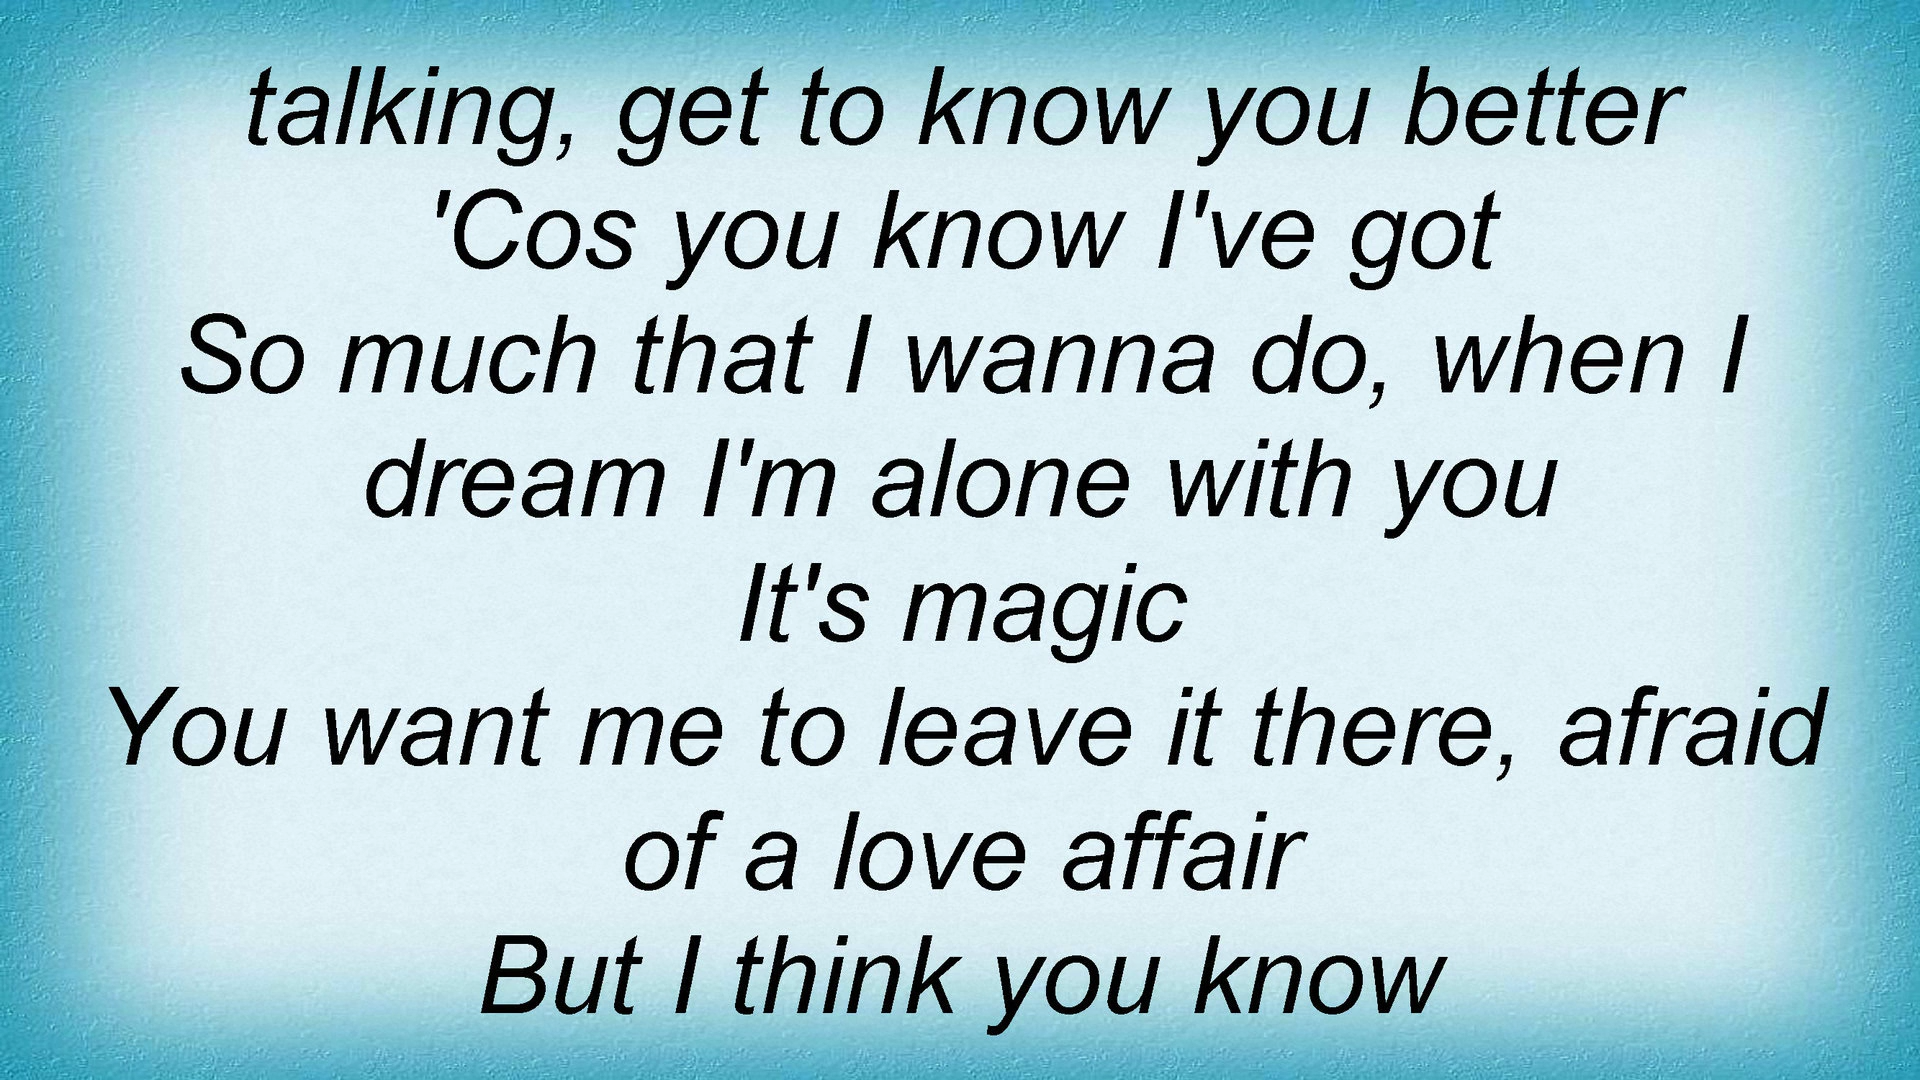 talking, get to know you better
'Cos you know I've got
So much that I wanna do, when I
dream I'm alone with you
It's magic
You want me to leave it there, afraid
of a love affair
But I think you know